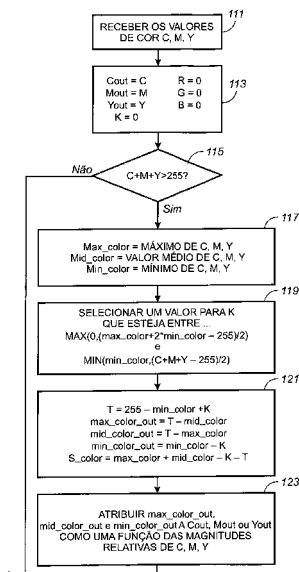 111
RECEBER OS VALORES
DE COR C, M, Y
113
Cout = C R = 0
Mout = M G = 0
Yout = Y B = 0
K = 0
115
Não
C+M+Y>255?
Sim
117
Max_color = MÁXIMO DE C, M, Y
Mid_color = VALOR MÉDIO DE C, M, Y
Min_color = MÍNIMO DE C, M, Y
119
SELECIONAR UM VALOR PARA K
QUE ESTEJA ENTRE ...
MAX(0,(max_color+2*min_color – 255)/2)
e
MIN(min_color,(C+M+Y – 255)/2)
121
T = 255 – min_color +K
max_color_out = T – mid_color
mid_color_out = T – max_color
min_color_out = min_color – K
S_color = max_color + mid_color – K – T
123
ATRIBUIR max_color_out,
mid_color_out e min_color_out A Cout, Mout ou Yout
COMO UMA FUNÇÃO DAS MAGNITUDES
RELATIVAS DE C, M, Y